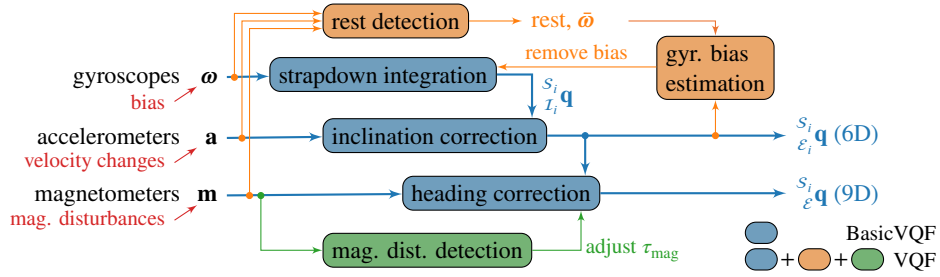 rest detection
rest, ω̄
remove bias
gyr. bias
estimation
gyroscopes ω
bias
strapdown integration
𝒮ᵢ
ℐᵢ q
accelerometers a
velocity changes
inclination correction
𝒮ᵢ
ℰᵢ q (6D)
magnetometers m
mag. disturbances
heading correction
𝒮ᵢ
ℰ q (9D)
mag. dist. detection
adjust τmag
BasicVQF
+ + VQF